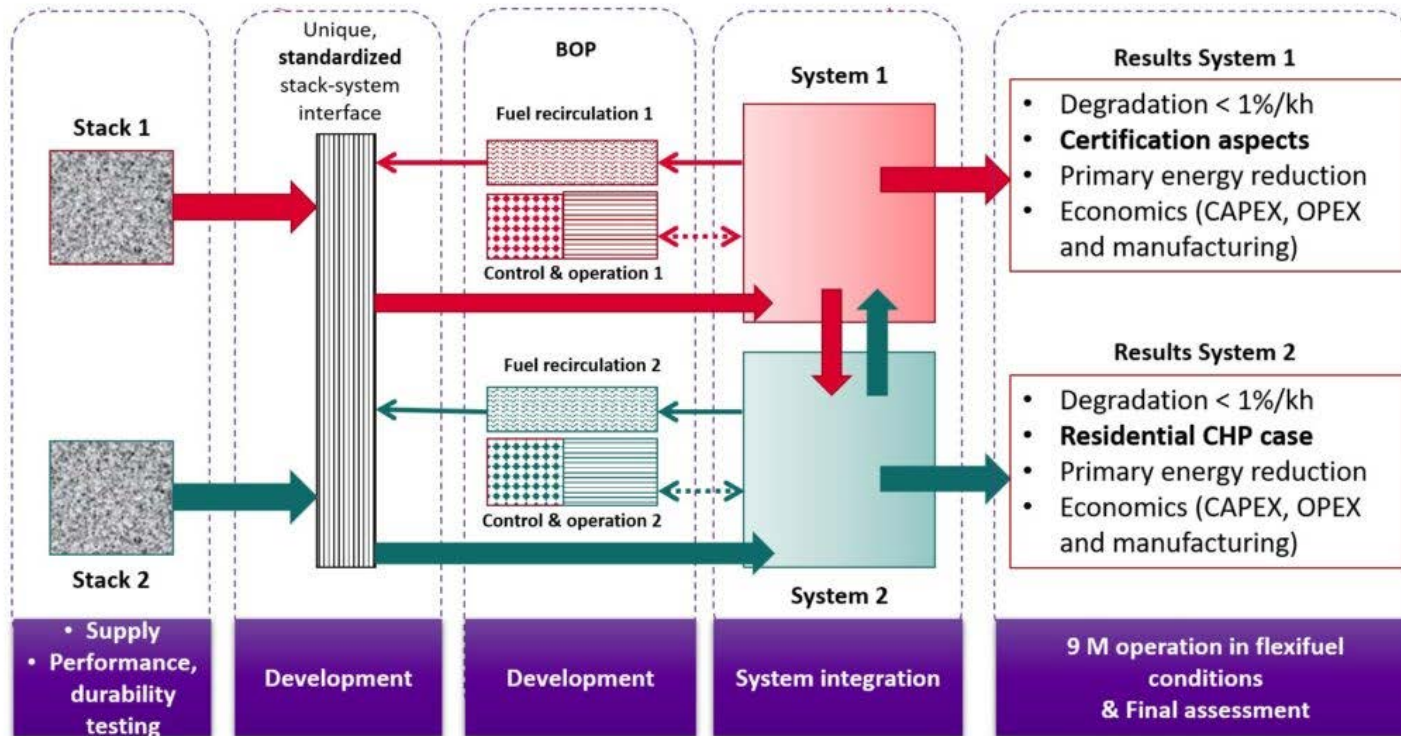 Stack 1
Stack 2
• Supply
• Performance,
durability
testing
Unique,
standardized
stack-system
interface
Development
BOP
Fuel recirculation 1
Control & operation 1
Fuel recirculation 2
Control & operation 2
Development
System 1
System 2
System integration
Results System 1
• Degradation < 1%/kh
• Certification aspects
• Primary energy reduction
• Economics (CAPEX, OPEX
and manufacturing)
Results System 2
• Degradation < 1%/kh
• Residential CHP case
• Primary energy reduction
• Economics (CAPEX, OPEX
and manufacturing)
9 M operation in flexifuel
conditions
& Final assessment